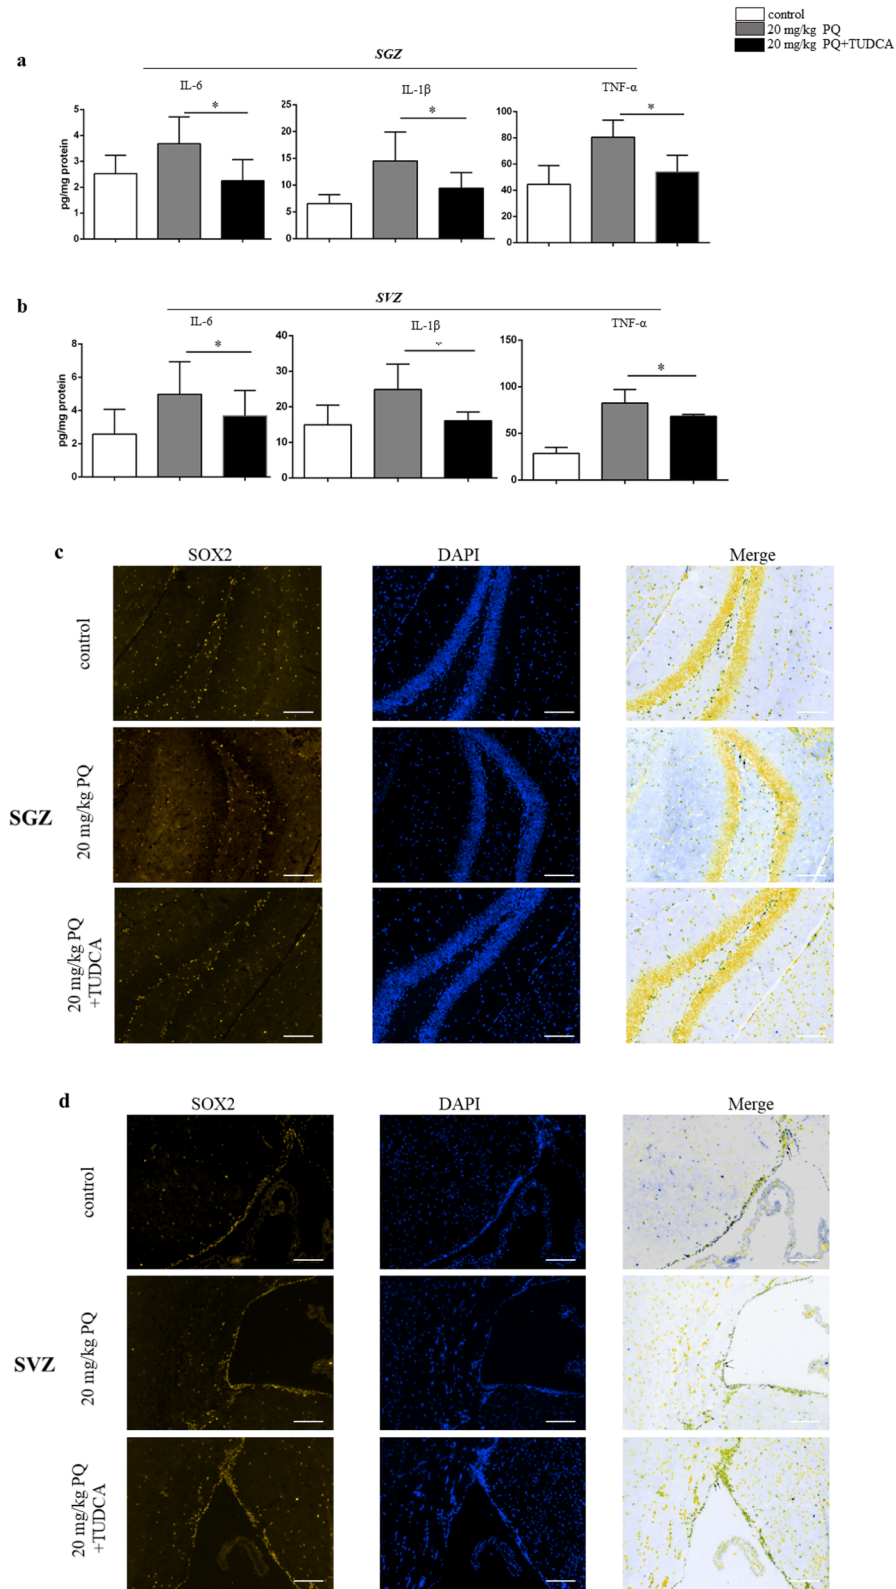 control
20 mg/kg PQ
20 mg/kg PQ+TUDCA
a
SGZ
IL-6
IL-1β
TNF-α
pg/mg protein
5
4
3
2
1
0
*
25
20
15
10
5
0
*
100
80
60
40
20
0
*
b
SVZ
IL-6
IL-1β
TNF-α
pg/mg protein
8
6
4
2
0
*
40
30
20
10
0
*
150
100
50
0
*
c
SOX2
DAPI
Merge
SGZ
control
20 mg/kg PQ
20 mg/kg PQ
+TUDCA
d
SOX2
DAPI
Merge
SVZ
control
20 mg/kg PQ
20 mg/kg PQ
+TUDCA